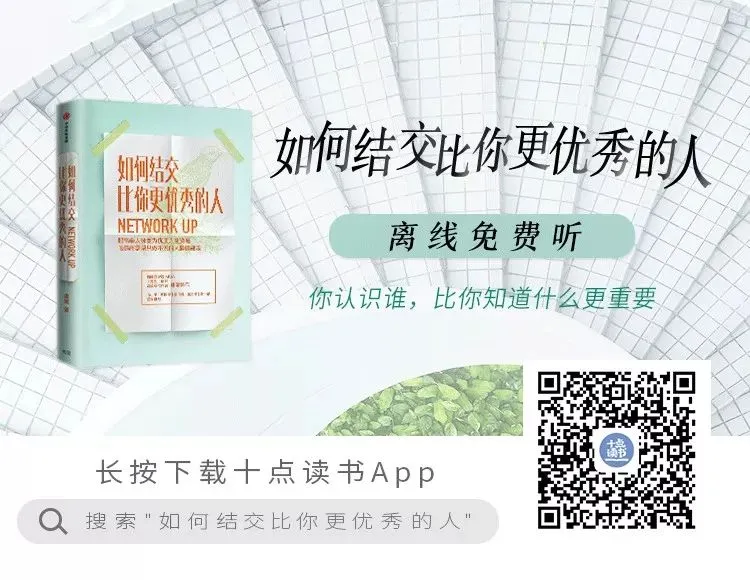 如何结交比你更优秀的人
离线免费听
你认识谁，比你知道什么更重要
如何结交
比你更优秀的人
NETWORK UP
如何结交
NETWORK UP
比你更优秀的人
十点
读书
长按下载十点读书App
搜索"如何结交比你更优秀的人"